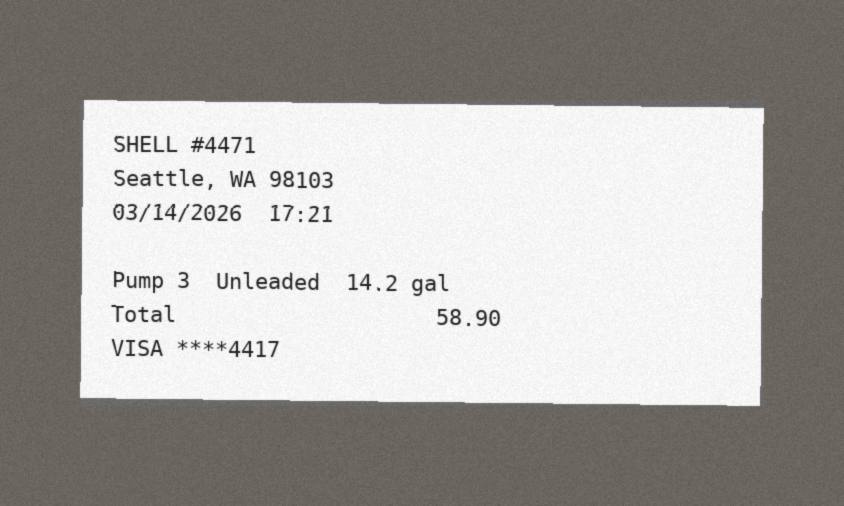 SHELL #4471
Seattle, WA 98103
03/14/2026  17:21
Pump 3  Unleaded  14.2 gal
Total                    58.90
VISA ****4417